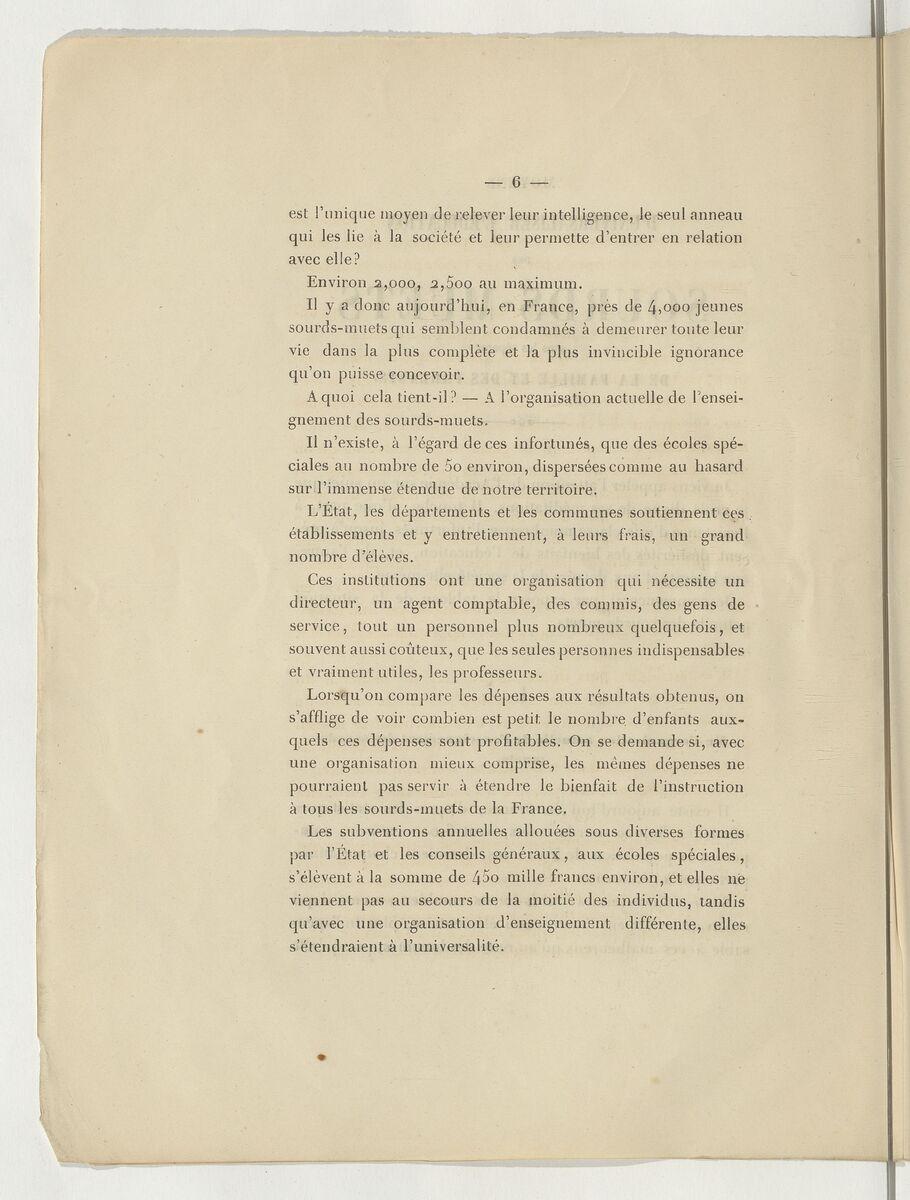 — 6 —
est l'unique moyen de relever leur intelligence, le seul anneau
qui les lie à la société et leur permette d'entrer en relation
avec elle?
Environ 2,000, 2,500 au maximum.
Il y a donc aujourd'hui, en France, près de 4,000 jeunes
sourds-muets qui semblent condamnés à demeurer toute leur
vie dans la plus complète et la plus invincible ignorance
qu'on puisse concevoir.
A quoi cela tient-il? — A l'organisation actuelle de l'ensei-
gnement des sourds-muets.
Il n'existe, à l'égard de ces infortunés, que des écoles spé-
ciales au nombre de 50 environ, dispersées comme au hasard
sur l'immense étendue de notre territoire.
L'État, les départements et les communes soutiennent ces
établissements et y entretiennent, à leurs frais, un grand
nombre d'élèves.
Ces institutions ont une organisation qui nécessite un
directeur, un agent comptable, des commis, des gens de
service, tout un personnel plus nombreux quelquefois, et
souvent aussi coûteux, que les seules personnes indispensables
et vraiment utiles, les professeurs.
Lorsqu'on compare les dépenses aux résultats obtenus, on
s'afflige de voir combien est petit le nombre d'enfants aux-
quels ces dépenses sont profitables. On se demande si, avec
une organisation mieux comprise, les mêmes dépenses ne
pourraient pas servir à étendre le bienfait de l'instruction
à tous les sourds-muets de la France.
Les subventions annuelles allouées sous diverses formes
par l'État et les conseils généraux, aux écoles spéciales,
s'élèvent à la somme de 450 mille francs environ, et elles ne
viennent pas au secours de la moitié des individus, tandis
qu'avec une organisation d'enseignement différente, elles
s'étendraient à l'universalité.